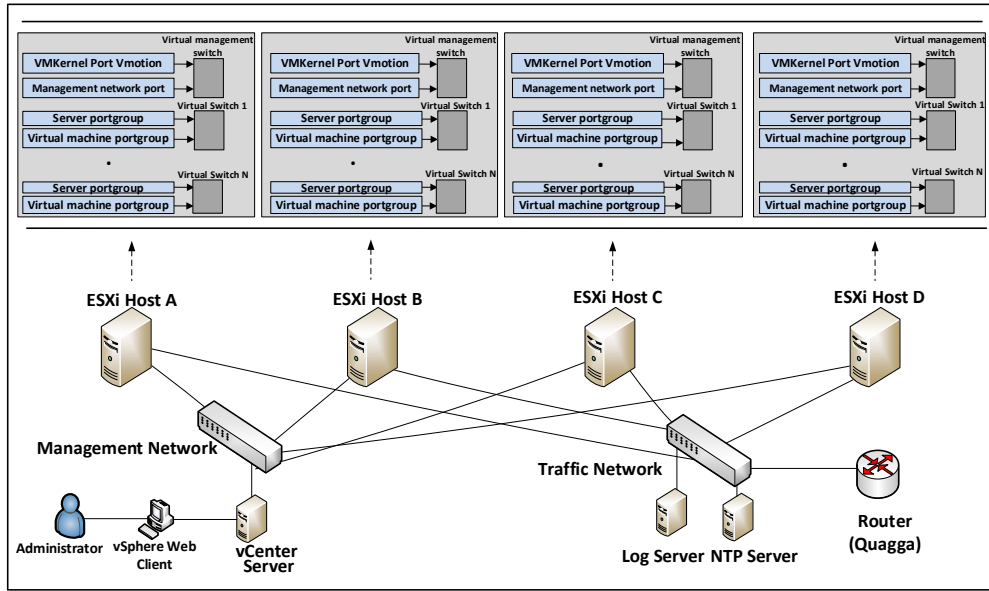 Virtual management
switch
VMKernel Port Vmotion
Management network port
Virtual Switch 1
Server portgroup
Virtual machine portgroup
Virtual Switch N
Server portgroup
Virtual machine portgroup
Virtual management
switch
VMKernel Port Vmotion
Management network port
Virtual Switch 1
Server portgroup
Virtual machine portgroup
Virtual Switch N
Server portgroup
Virtual machine portgroup
Virtual management
switch
VMKernel Port Vmotion
Management network port
Virtual Switch 1
Server portgroup
Virtual machine portgroup
Virtual Switch N
Server portgroup
Virtual machine portgroup
Virtual management
switch
VMKernel Port Vmotion
Management network port
Virtual Switch 1
Server portgroup
Virtual machine portgroup
Virtual Switch N
Server portgroup
Virtual machine portgroup
ESXi Host A
ESXi Host B
ESXi Host C
ESXi Host D
Management Network
Traffic Network
Administrator
vSphere Web
Client
vCenter
Server
Log Server
NTP Server
Router
(Quagga)